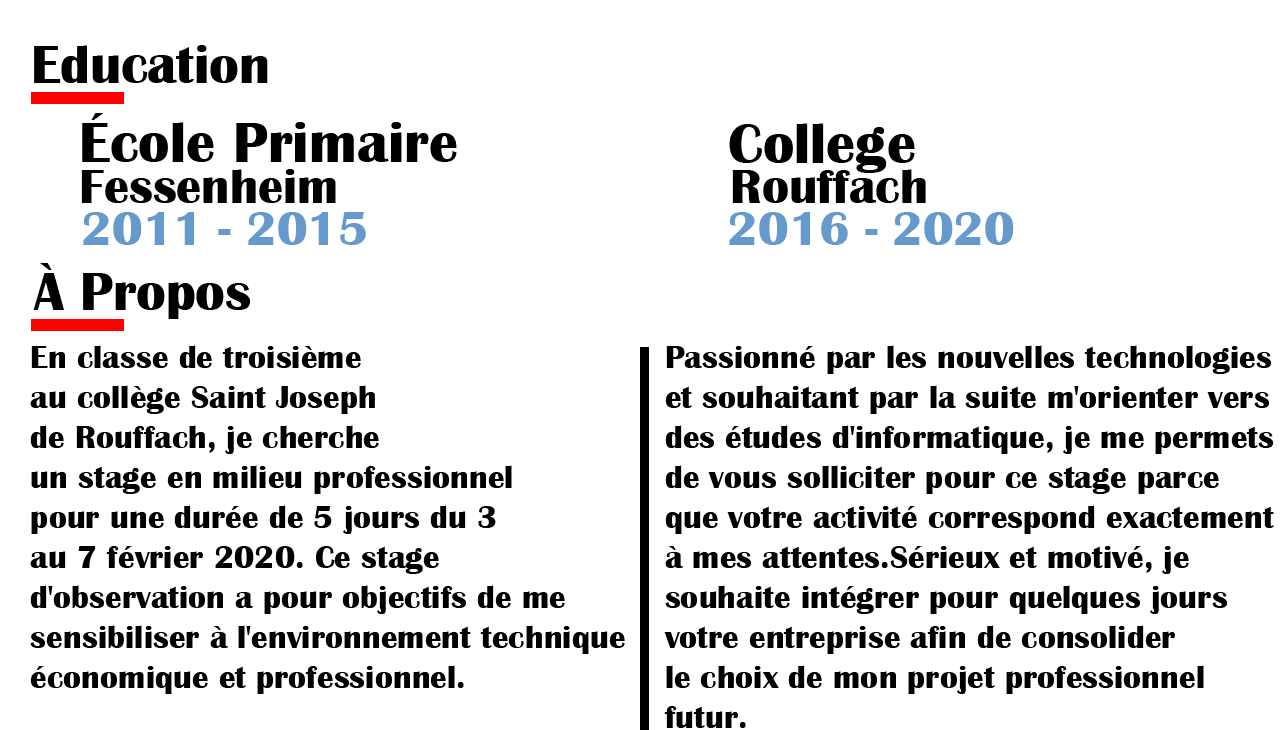 Education
École Primaire
Fessenheim
2011 - 2015
College
Rouffach
2016 - 2020
À Propos
En classe de troisième
au collège Saint Joseph
de Rouffach, je cherche
un stage en milieu professionnel
pour une durée de 5 jours du 3
au 7 février 2020. Ce stage
d'observation a pour objectifs de me
sensibiliser à l'environnement technique
économique et professionnel.
Passionné par les nouvelles technologies
et souhaitant par la suite m'orienter vers
des études d'informatique, je me permets
de vous solliciter pour ce stage parce
que votre activité correspond exactement
à mes attentes.Sérieux et motivé, je
souhaite intégrer pour quelques jours
votre entreprise afin de consolider
le choix de mon projet professionnel
futur.